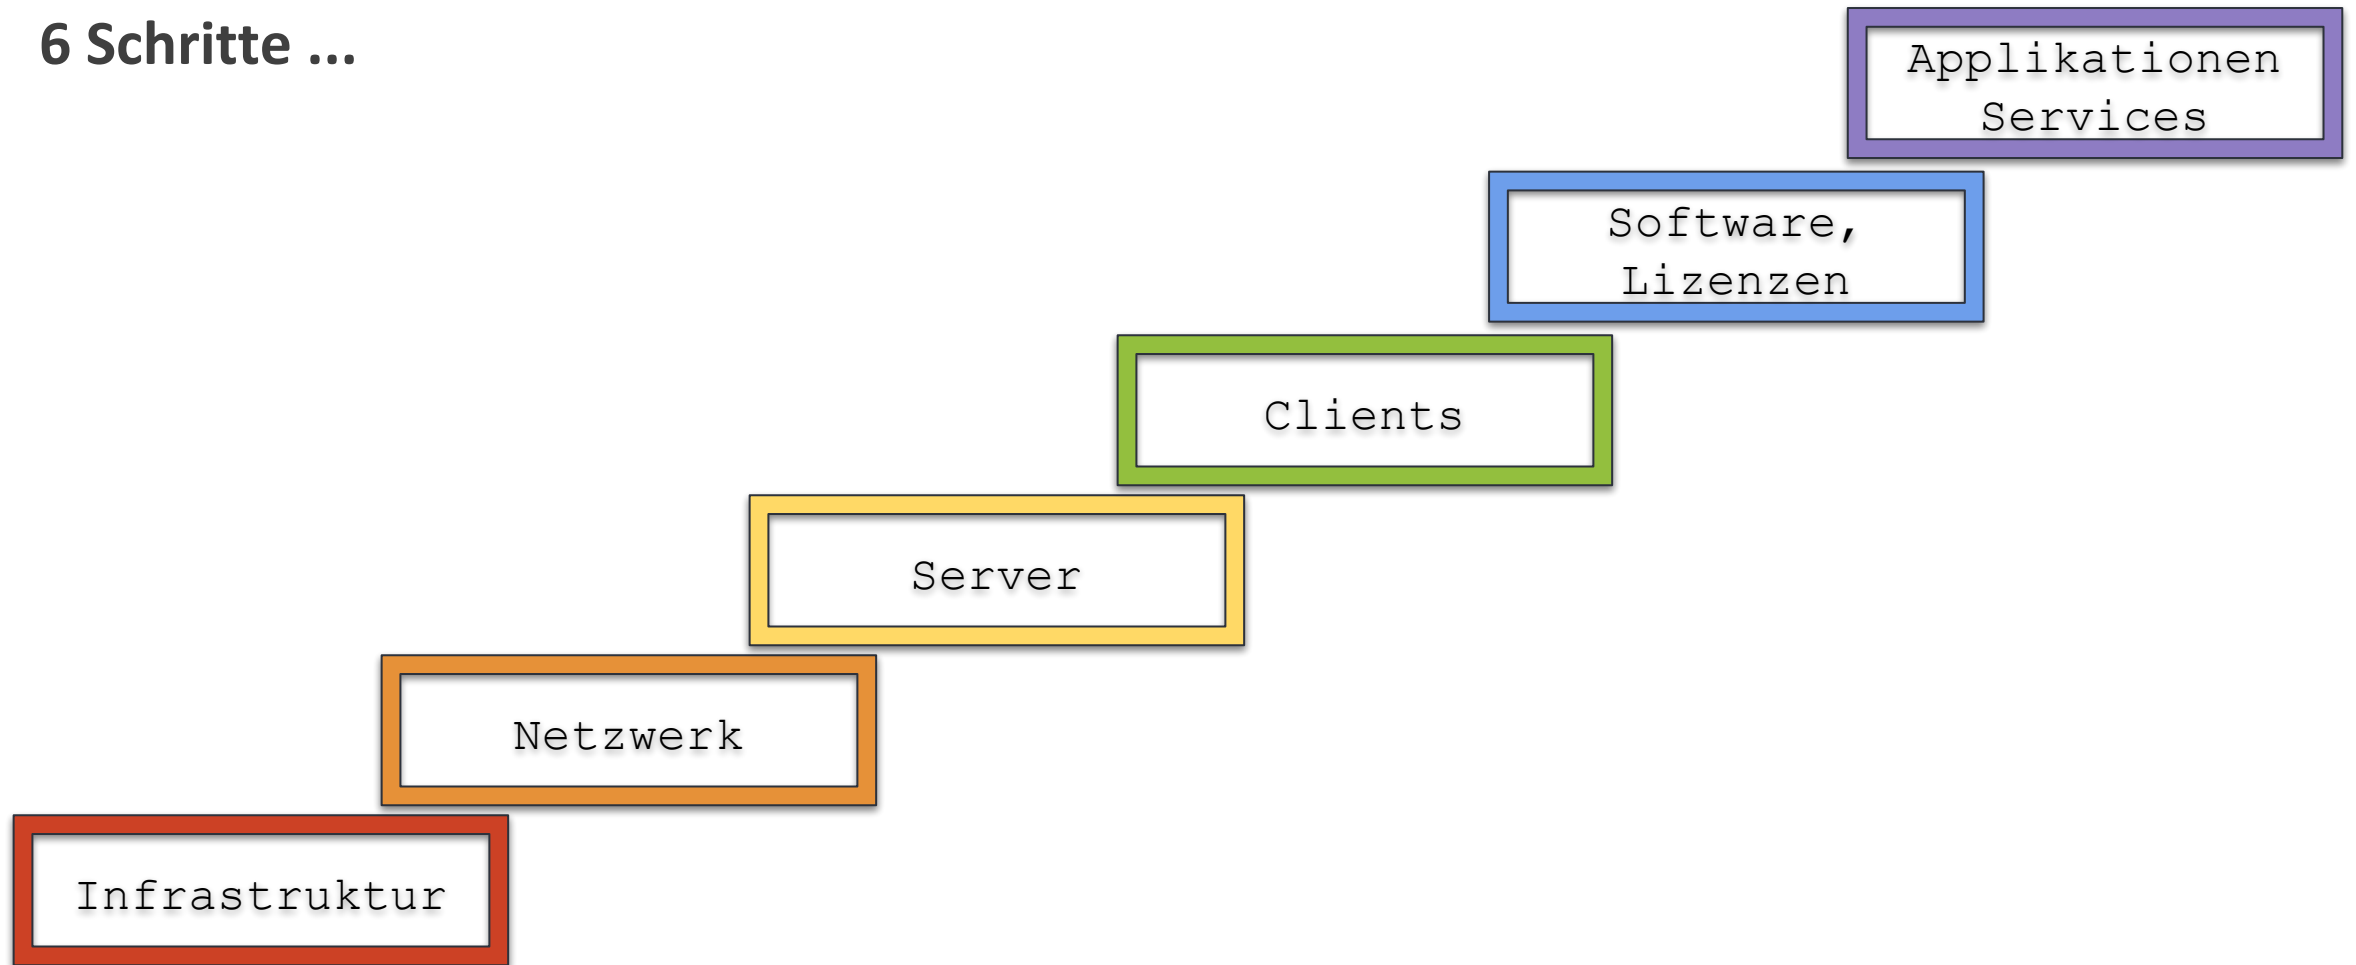 6 Schritte ...
Applikationen
Services
Software,
Lizenzen
Clients
Server
Netzwerk
Infrastruktur